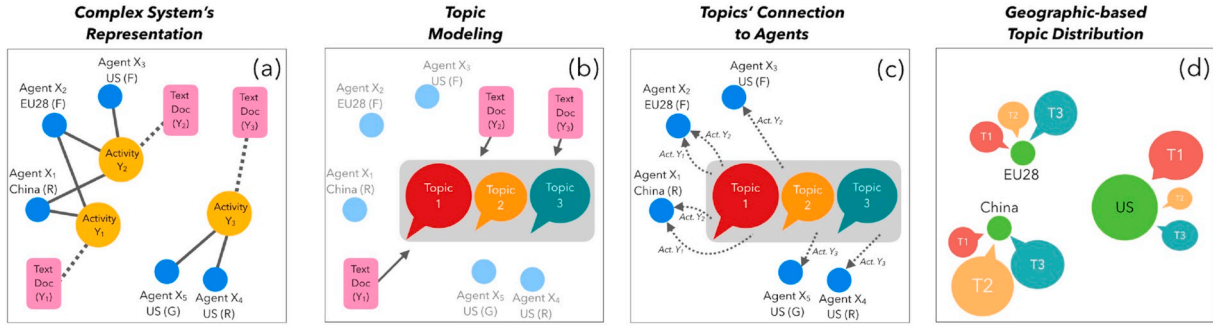 Complex System's
Representation
(a)
Agent X₃
US (F)
Agent X₂
EU28 (F)
Text
Doc
(Y₂)
Text
Doc
(Y₃)
Activity
Y₂
Agent X₁
China (R)
Activity
Y₁
Activity
Y₃
Text
Doc
(Y₁)
Agent X₅
US (G)
Agent X₄
US (R)
Topic
Modeling
(b)
Agent X₃
US (F)
Agent X₂
EU28 (F)
Text
Doc
(Y₂)
Text
Doc
(Y₃)
Agent X₁
China (R)
Topic
1
Topic
2
Topic
3
Text
Doc
(Y₁)
Agent X₅
US (G)
Agent X₄
US (R)
Topics' Connection
to Agents
(c)
Agent X₃
US (F)
Agent X₂
EU28 (F)
Act. Y₂
Act. Y₁
Agent X₁
China (R)
Act. Y₂
Act. Y₁
Topic
1
Topic
2
Topic
3
Act. Y₃
Act. Y₃
Agent X₅
US (G)
Agent X₄
US (R)
Geographic-based
Topic Distribution
(d)
T1
T2
T3
EU28
T1
T2
T3
US
China
T1
T2
T3